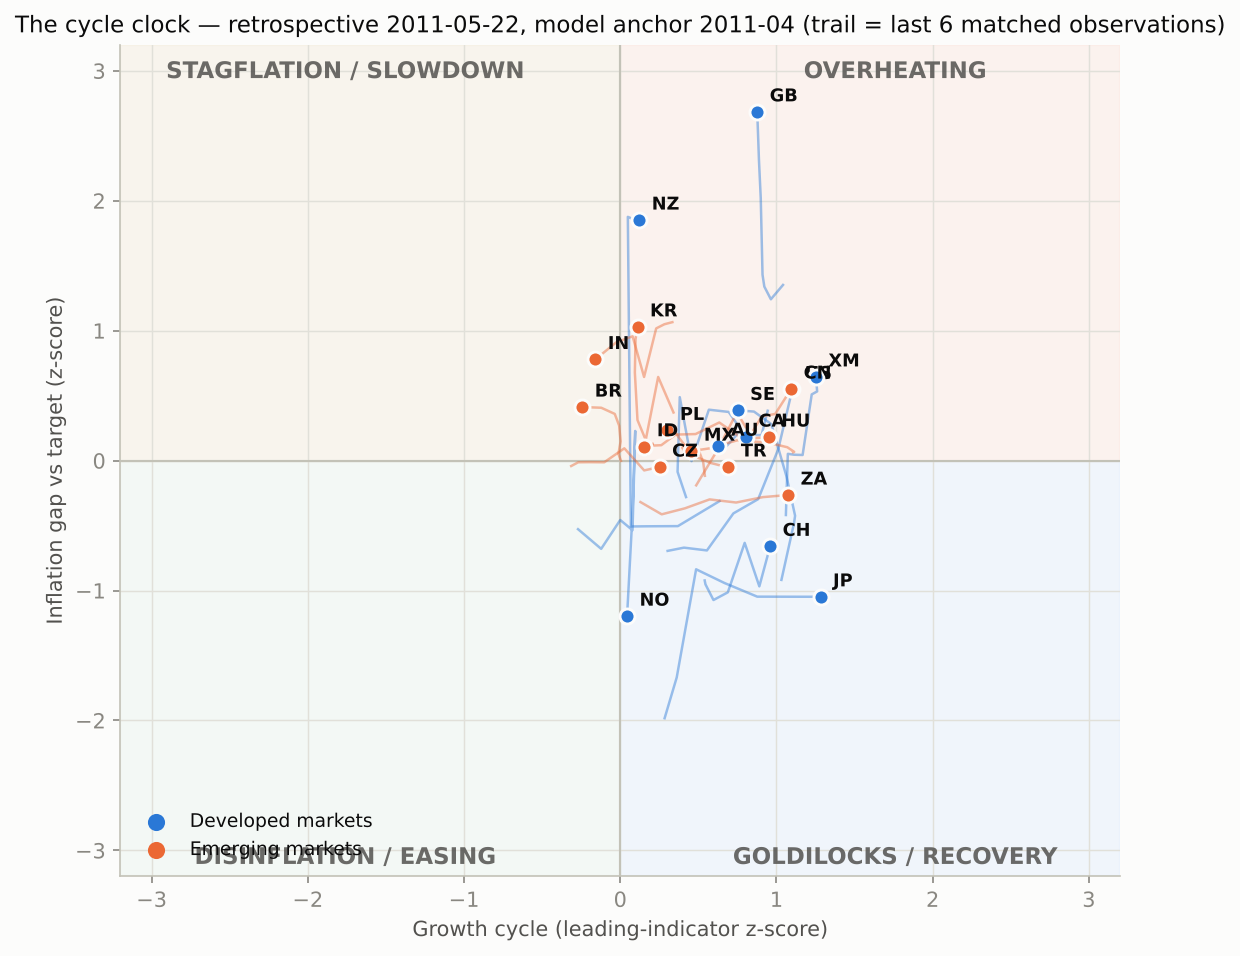 The cycle clock — retrospective 2011-05-22, model anchor 2011-04 (trail = last 6 matched observations)
STAGFLATION / SLOWDOWN
OVERHEATING
GB
NZ
KR
IN
XM
CN
BR
SE
PL
CA
HU
ID
MX
AU
CZ
TR
ZA
CH
JP
NO
Developed markets
Emerging markets
DISINFLATION / EASING
GOLDILOCKS / RECOVERY
3
2
1
0
−1
−2
−3
−3
−2
−1
0
1
2
3
Growth cycle (leading-indicator z-score)
Inflation gap vs target (z-score)